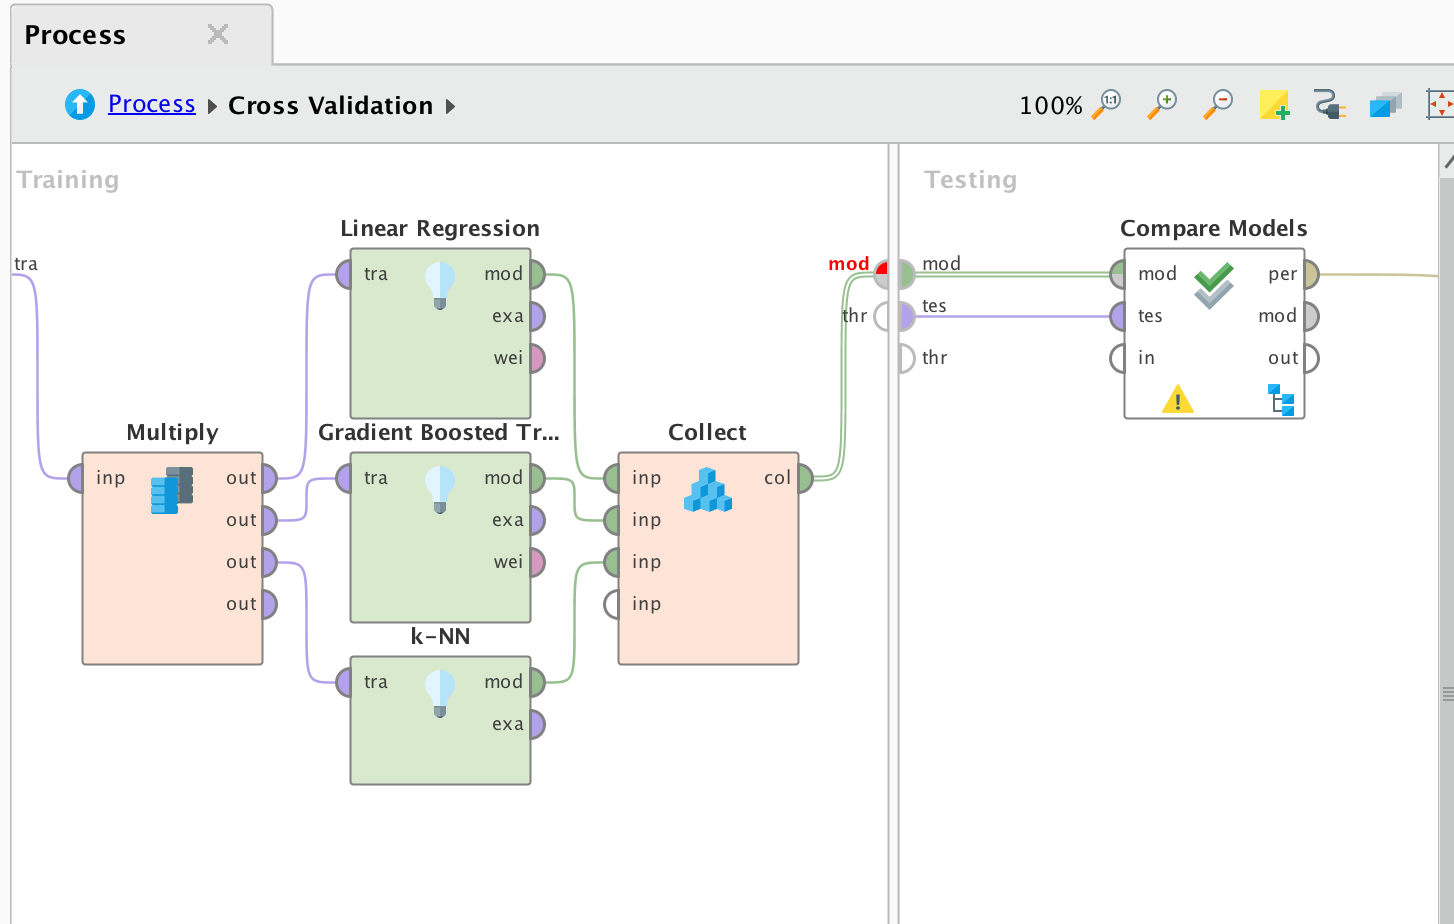 Process
Process Cross Validation
100%
1:1
Training
Testing
tra
Linear Regression
tra
mod
exa
wei
Multiply
inp
out
out
out
out
Gradient Boosted Tr...
tra
mod
exa
wei
k-NN
tra
mod
exa
Collect
inp
inp
inp
inp
col
mod
thr
mod
tes
thr
Compare Models
mod
tes
in
per
mod
out